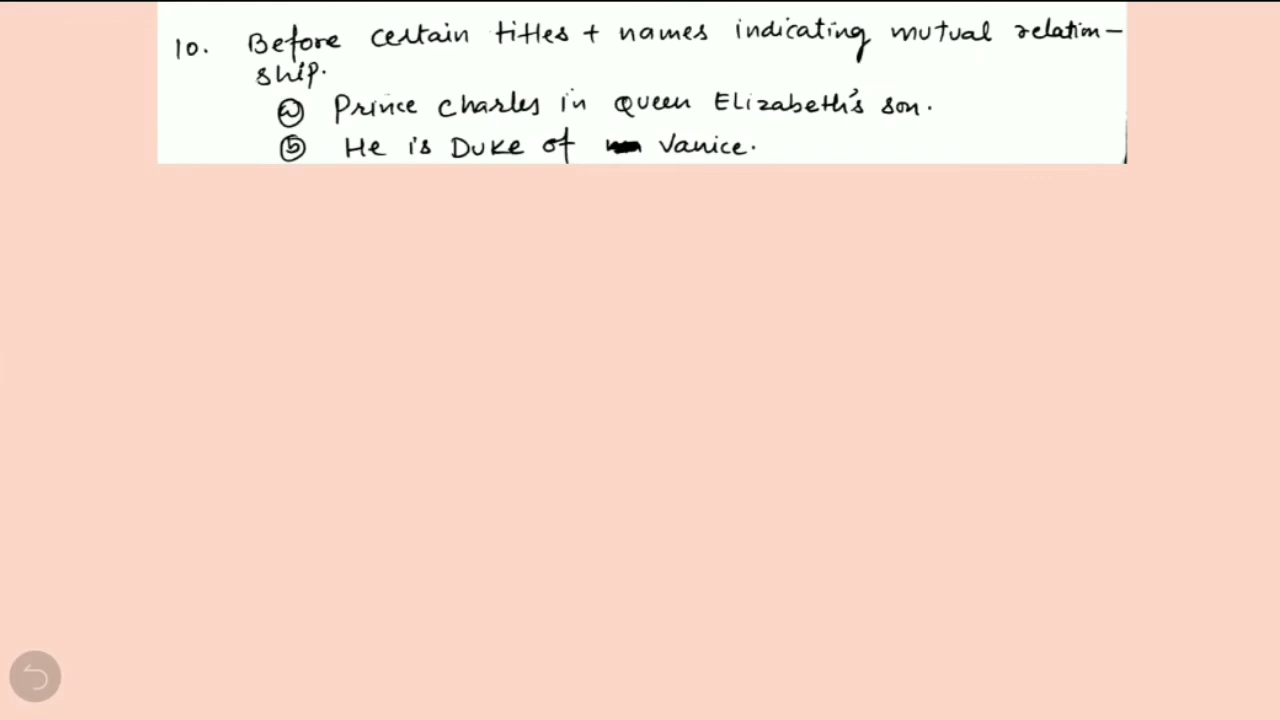 10. Before certain titles + names indicating mutual relation-
ship.
(a) Prince Charles in Queen Elizabeth's son.
(b) He is Duke of Vanice.